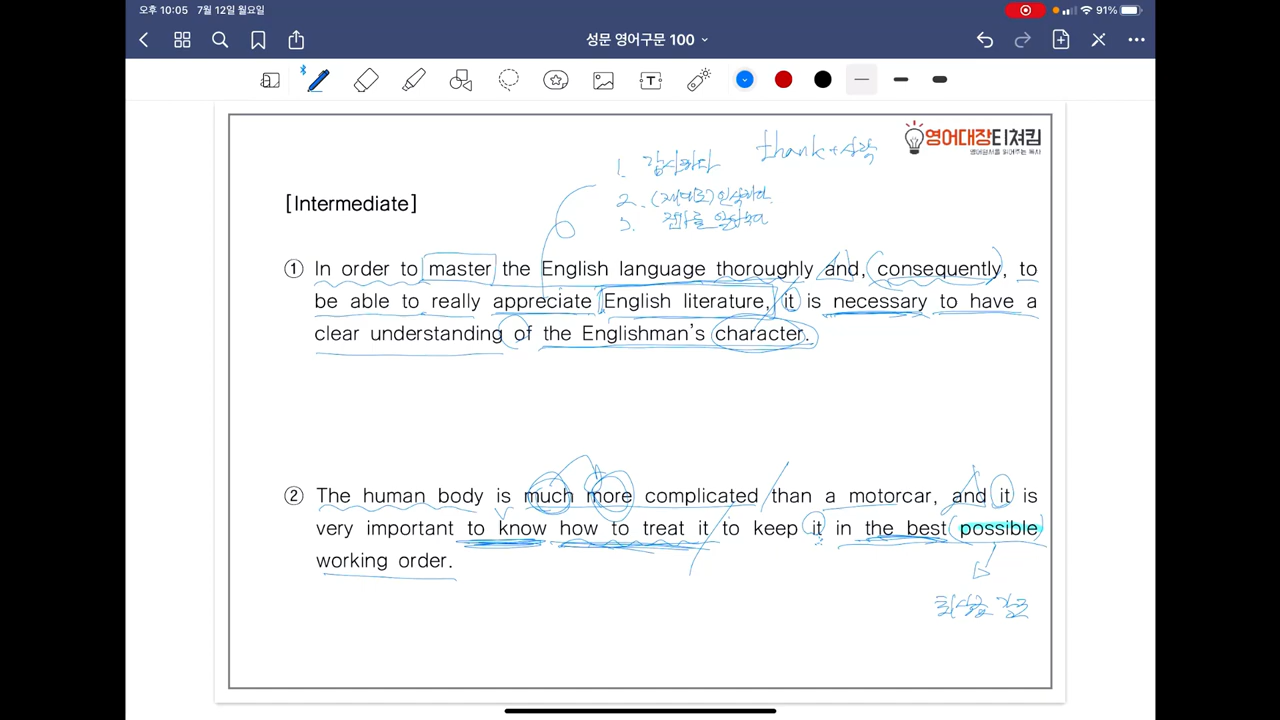 오후 10:05 7월 12일 월요일 91%
성문 영어구문 100
영어대장티쳐킴
thank + 사람
1. 감사하다
2. (제대로) 인식하다
3. 진가를 알아보다
[Intermediate]
① In order to master the English language thoroughly and, consequently, to
be able to really appreciate English literature, it is necessary to have a
clear understanding of the Englishman's character.
② The human body is much more complicated than a motorcar, and it is
very important to know how to treat it to keep it in the best possible
working order.
최상급 강조